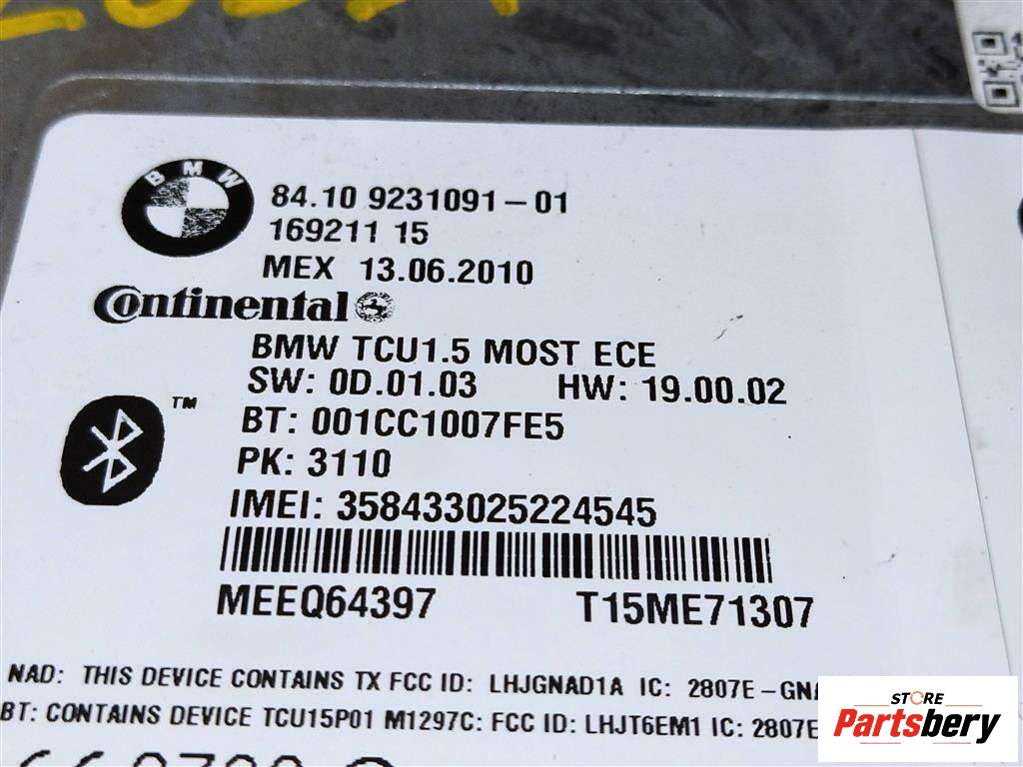 BMW
84.10 9231091-01
169211 15
MEX 13.06.2010
Continental
BMW TCU1.5 MOST ECE
SW: 0D.01.03 HW: 19.00.02
TM
BT: 001CC1007FE5
PK: 3110
IMEI: 358433025224545
MEEQ64397 T15ME71307
NAD: THIS DEVICE CONTAINS TX FCC ID: LHJGNAD1A IC: 2807E-GN
BT: CONTAINS DEVICE TCU15P01 M1297C: FCC ID: LHJT6EM1 IC: 2807E
STORE
Partsbery